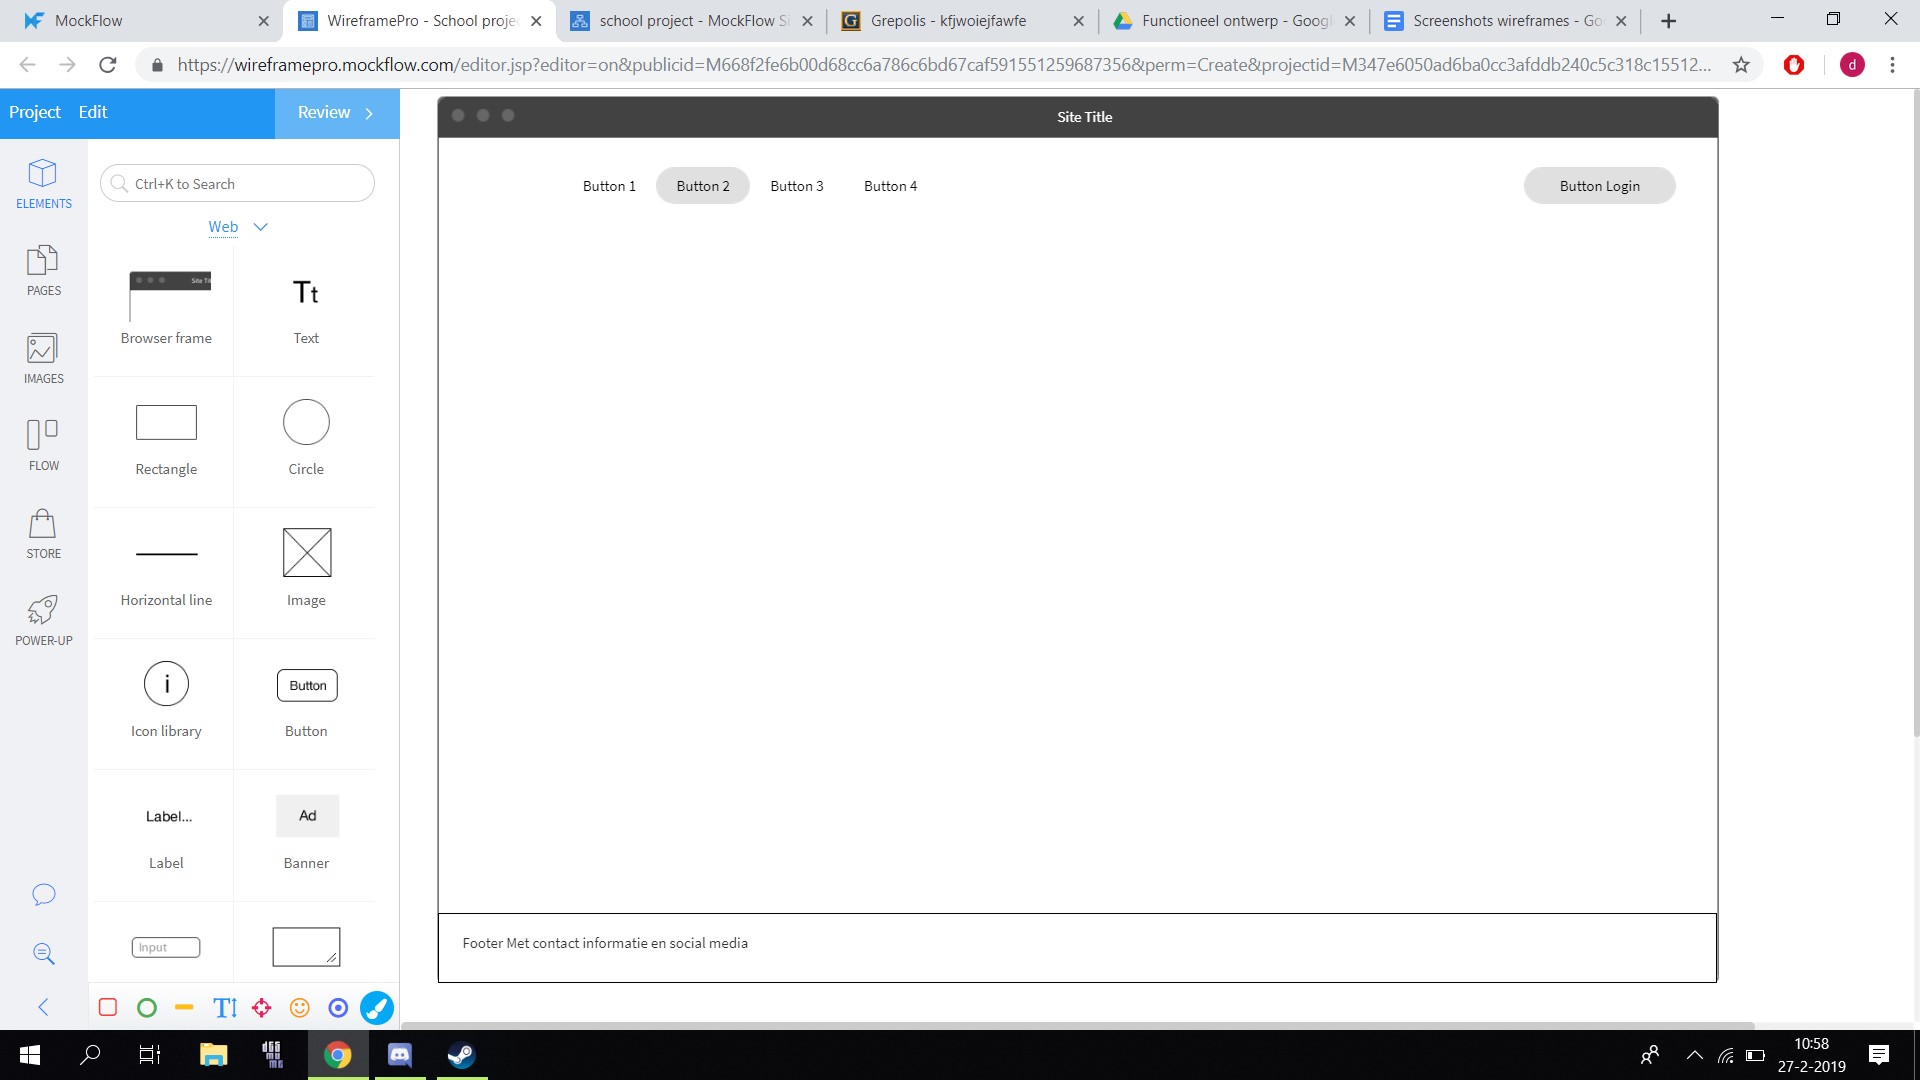 MockFlow
WireframePro - School proje
school project - MockFlow Si
Grepolis - kfjwoiejfawfe
Functioneel ontwerp - Googl
Screenshots wireframes - Go
https://wireframepro.mockflow.com/editor.jsp?editor=on&publicid=M668f2fe6b00d68cc6a786c6bd67caf591551259687356&perm=Create&projectid=M347e6050ad6ba0cc3afddb240c5c318c15512...
d
Project Edit Review
Site Title
Ctrl+K to Search
Button 1 Button 2 Button 3 Button 4 Button Login
ELEMENTS
Web
PAGES
Site Tit
Tt
Browser frame Text
IMAGES
FLOW
Rectangle Circle
STORE
Horizontal line Image
POWER-UP
i
Button
Icon library Button
Label...
Ad
Label Banner
Input
Footer Met contact informatie en social media
T
10:58
27-2-2019